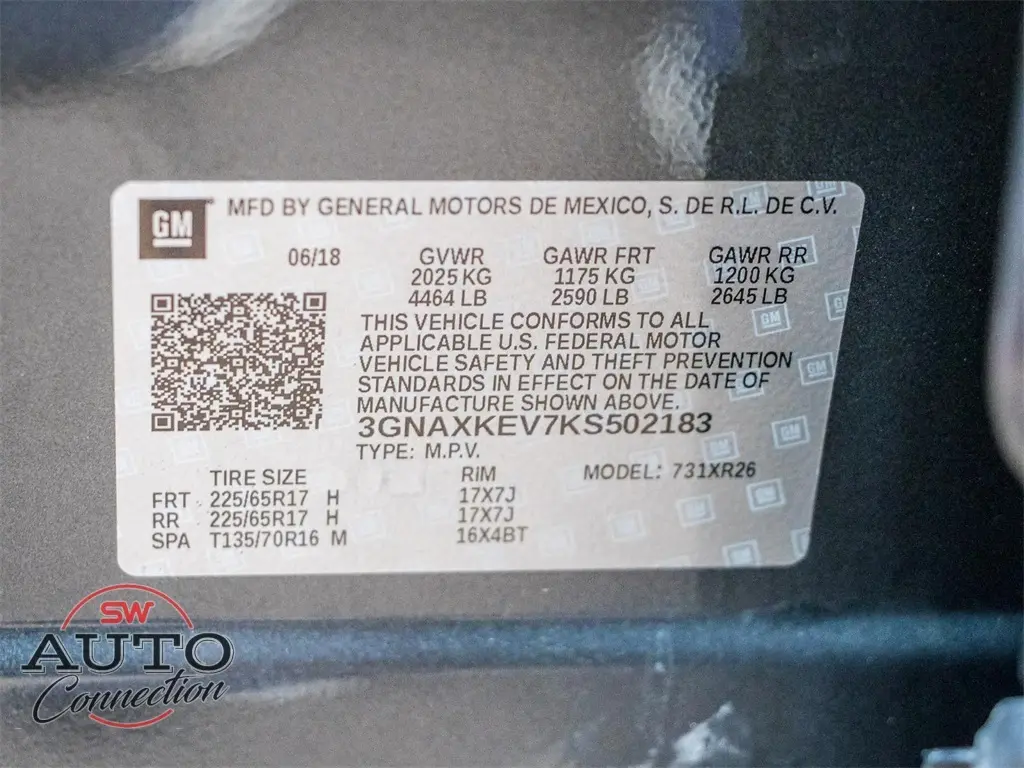 GM
MFD BY GENERAL MOTORS DE MEXICO, S. DE R.L. DE C.V.
06/18 GVWR GAWR FRT GAWR RR
2025 KG 1175 KG 1200 KG
4464 LB 2590 LB 2645 LB
THIS VEHICLE CONFORMS TO ALL
APPLICABLE U.S. FEDERAL MOTOR
VEHICLE SAFETY AND THEFT PREVENTION
STANDARDS IN EFFECT ON THE DATE OF
MANUFACTURE SHOWN ABOVE.
3GNAXKEV7KS502183
TYPE: M.P.V.
TIRE SIZE RIM MODEL: 731XR26
FRT 225/65R17 H 17X7J
RR 225/65R17 H 17X7J
SPA T135/70R16 M 16X4BT
SW
AUTO
Connection